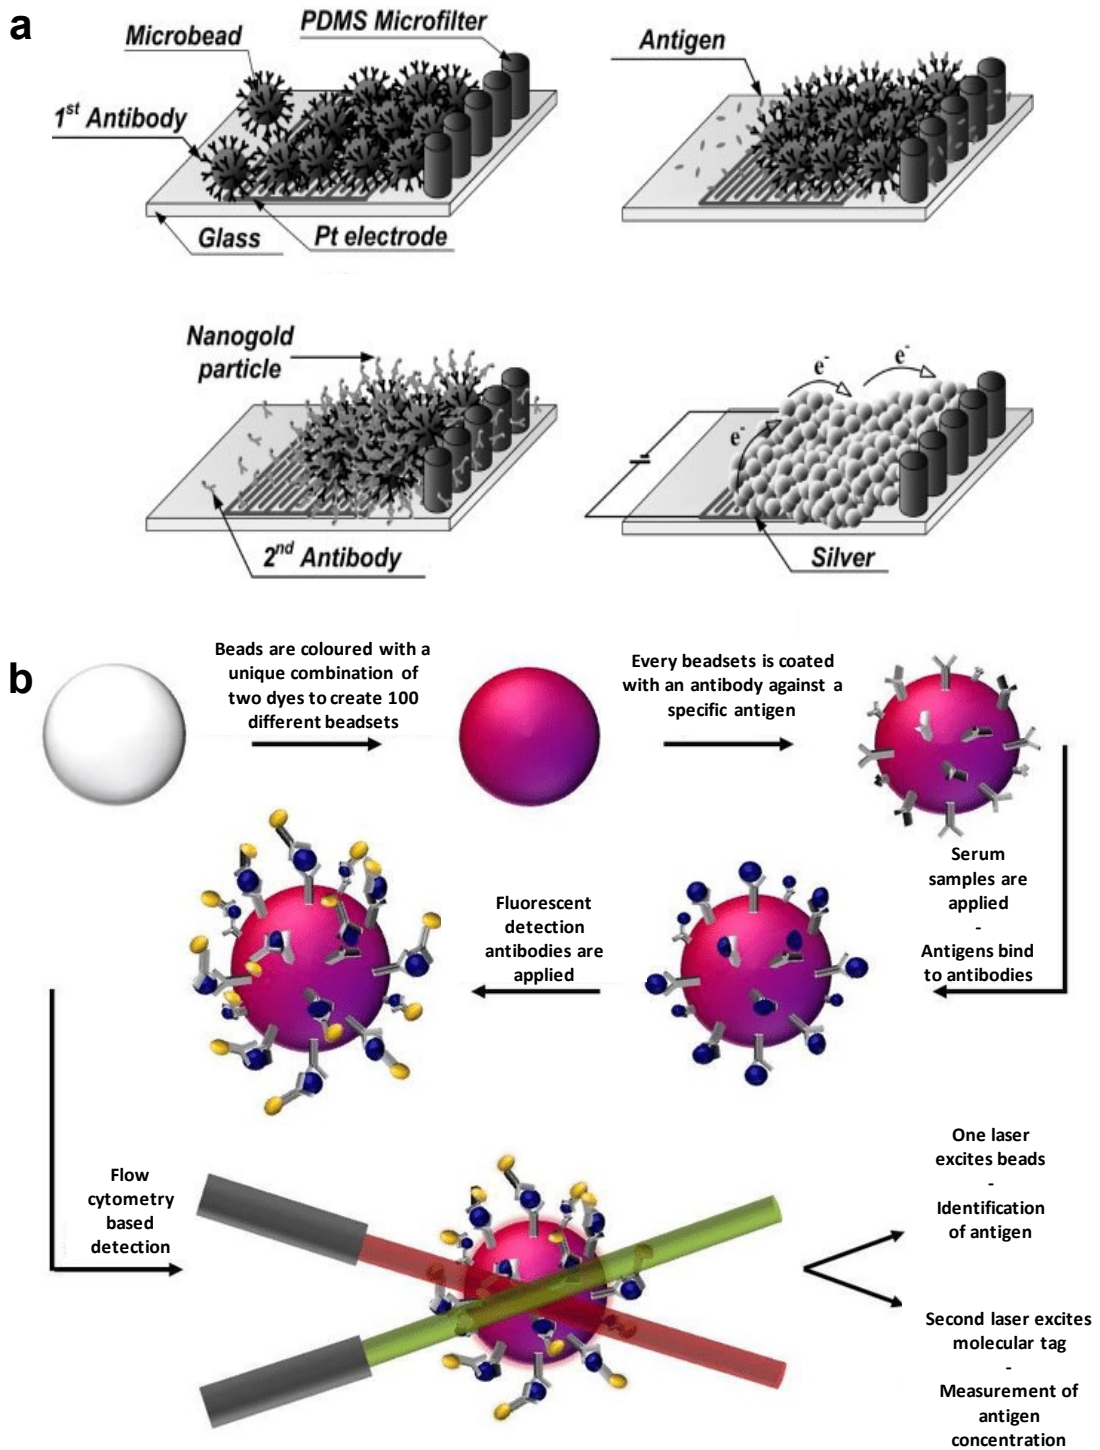 a
Microbead
PDMS Microfilter
1st Antibody
Glass
Pt electrode
Antigen
Nanogold
particle
2nd Antibody
e-
e-
e-
Silver
b
Beads are coloured with a
unique combination of
two dyes to create 100
different beadsets
Every beadsets is coated
with an antibody against a
specific antigen
Serum
samples are
applied
-
Antigens bind
to antibodies
Fluorescent
detection
antibodies are
applied
Flow
cytometry
based
detection
One laser
excites beads
-
Identification
of antigen
Second laser excites
molecular tag
-
Measurement of
antigen
concentration